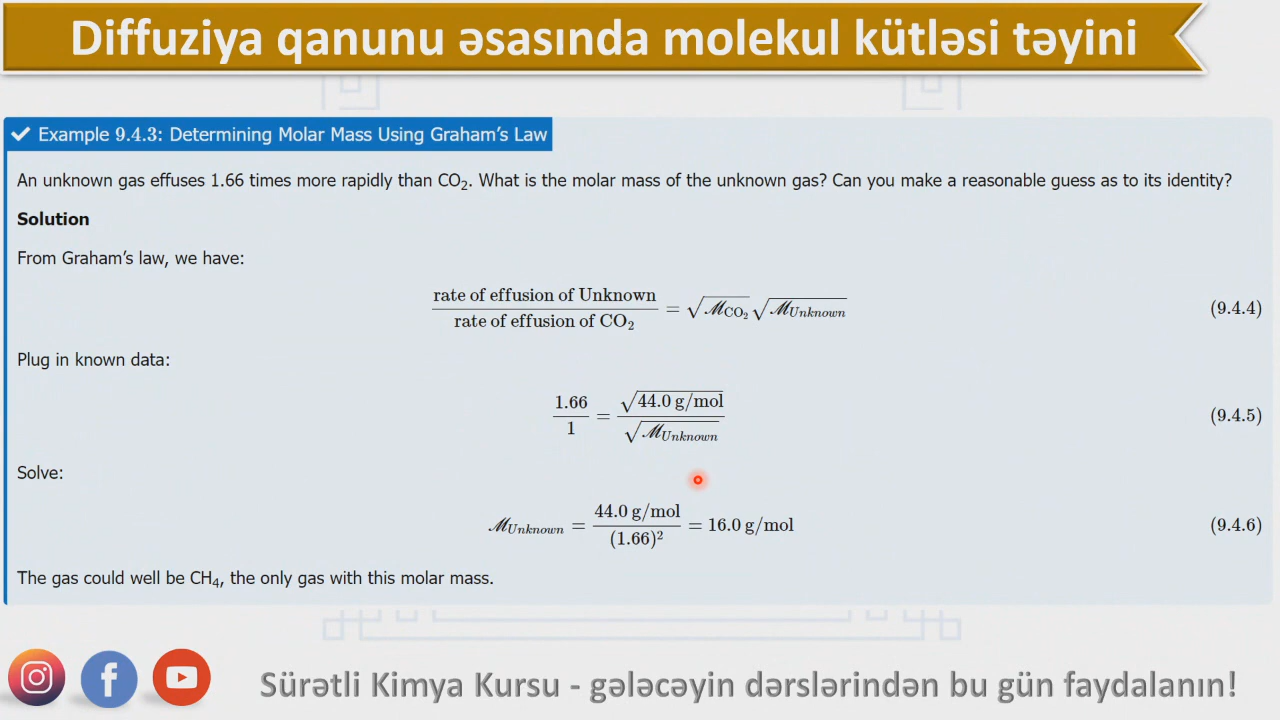 Diffuziya qanunu əsasında molekul kütləsi təyini
✔ Example 9.4.3: Determining Molar Mass Using Graham's Law
An unknown gas effuses 1.66 times more rapidly than CO₂. What is the molar mass of the unknown gas? Can you make a reasonable guess as to its identity?
Solution
From Graham's law, we have:
rate of effusion of Unknown / rate of effusion of CO₂ = √ℳ_CO₂ √ℳ_Unknown (9.4.4)
Plug in known data:
1.66 / 1 = √44.0 g/mol / √ℳ_Unknown (9.4.5)
Solve:
ℳ_Unknown = 44.0 g/mol / (1.66)² = 16.0 g/mol (9.4.6)
The gas could well be CH₄, the only gas with this molar mass.
Sürətli Kimya Kursu - gələcəyin dərslərindən bu gün faydalanın!